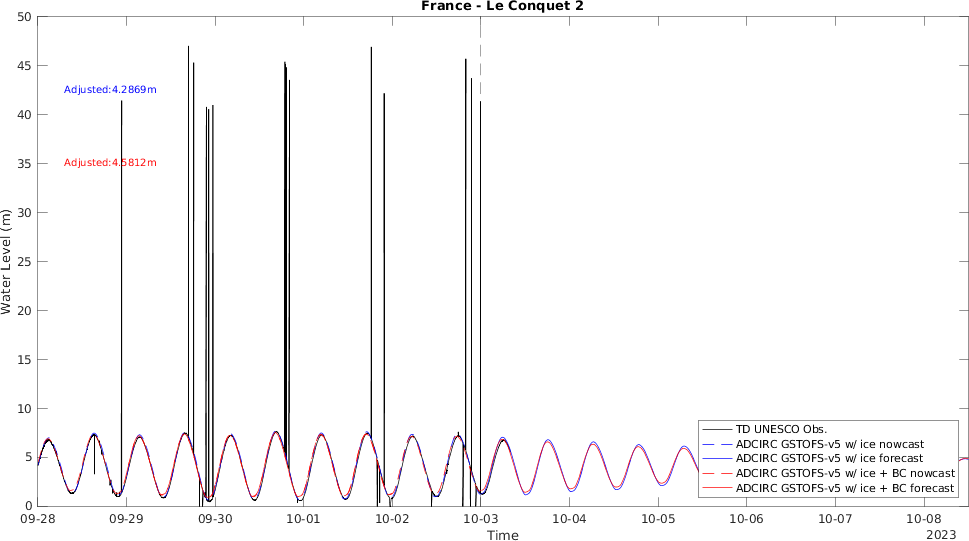 France - Le Conquet 2
50
45
40
35
30
25
20
15
10
5
0
Water Level (m)
Adjusted:4.2869m
Adjusted:4.5812m
TD UNESCO Obs.
ADCIRC GSTOFS-v5 w/ ice nowcast
ADCIRC GSTOFS-v5 w/ ice forecast
ADCIRC GSTOFS-v5 w/ ice + BC nowcast
ADCIRC GSTOFS-v5 w/ ice + BC forecast
09-28 09-29 09-30 10-01 10-02 10-03 10-04 10-05 10-06 10-07 10-08
Time
2023